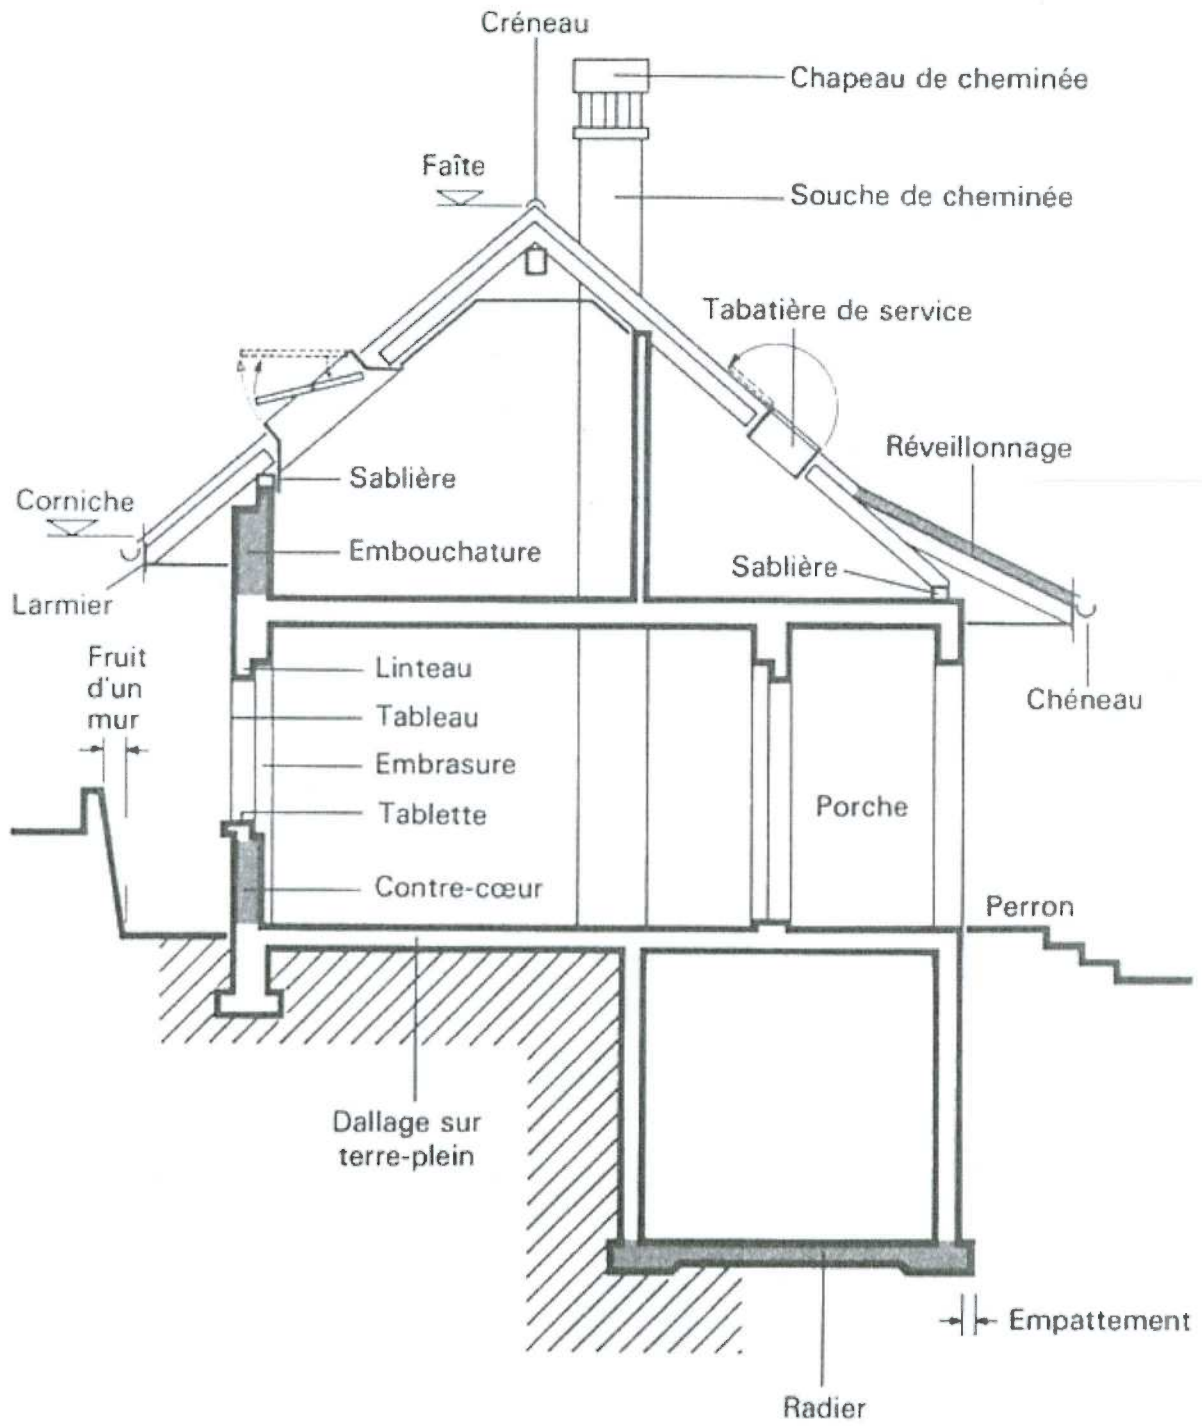 Créneau
Chapeau de cheminée
Faîte
Souche de cheminée
Tabatière de service
Réveillonnage
Sablière
Corniche
Embouchature
Sablière
Larmier
Fruit
d'un
mur
Linteau
Chéneau
Tableau
Embrasure
Porche
Tablette
Contre-cœur
Perron
Dallage sur
terre-plein
Empattement
Radier